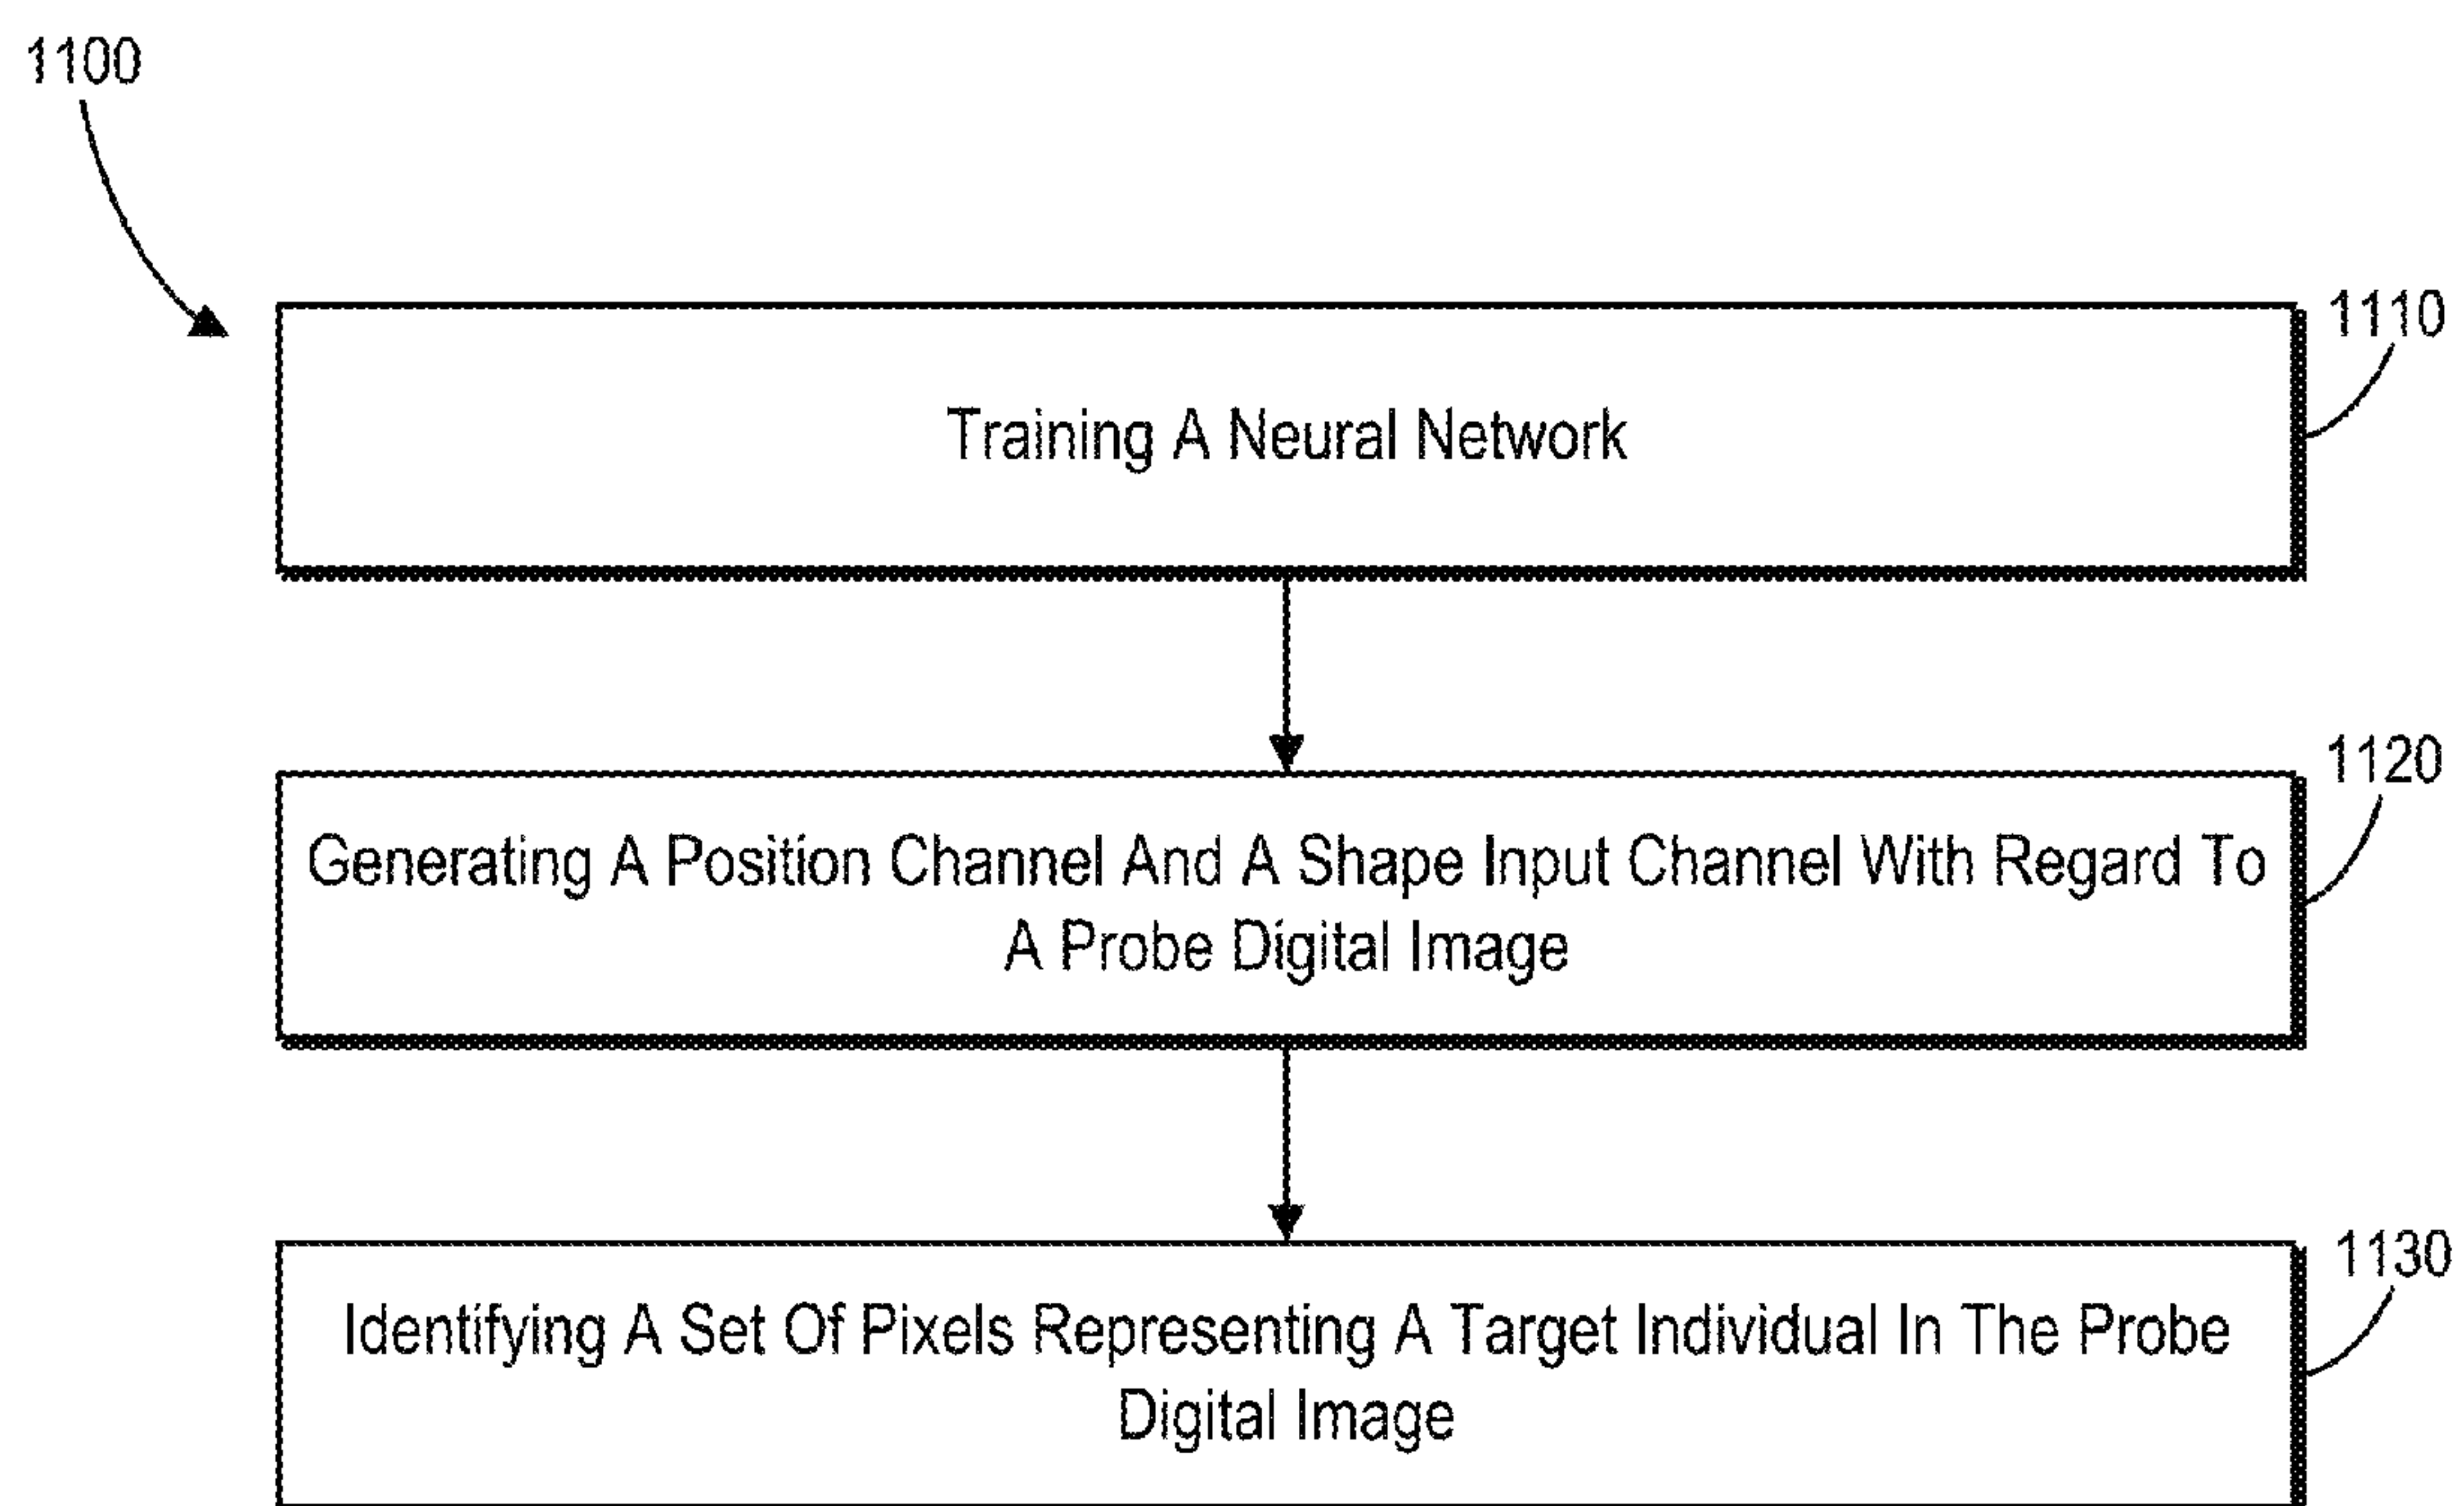 1100
1110
Training A Neural Network
1120
Generating A Position Channel And A Shape Input Channel With Regard To
A Probe Digital Image
1130
Identifying A Set Of Pixels Representing A Target Individual In The Probe
Digital Image